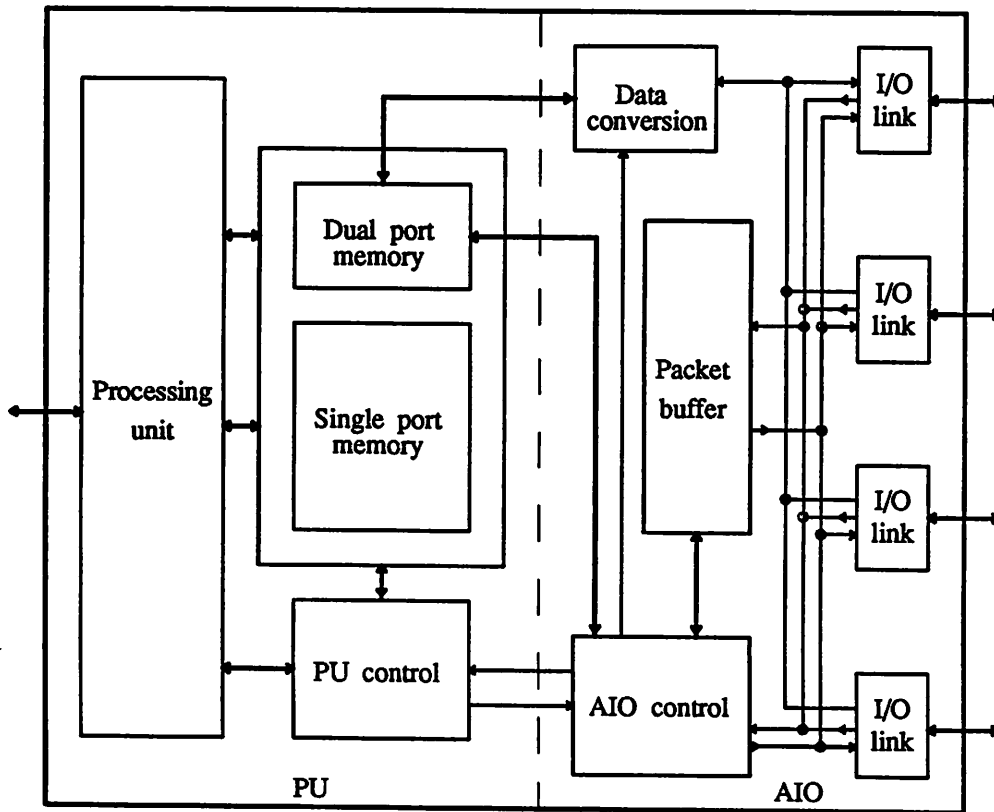 Data
conversion
I/O
link
Dual port
memory
Packet
buffer
I/O
link
Processing
unit
Single port
memory
I/O
link
PU control
AIO control
I/O
link
PU
AIO